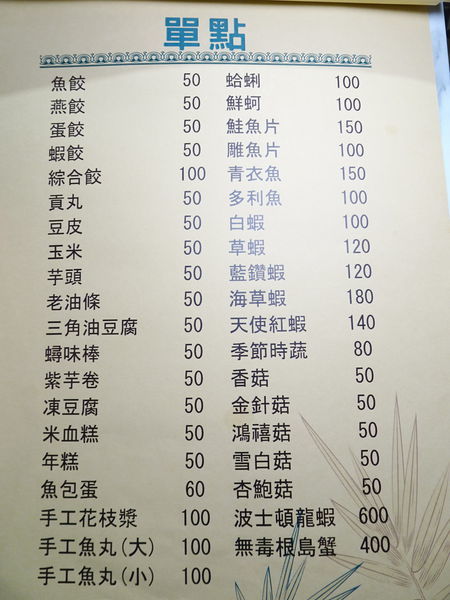 單點
魚餃 50
燕餃 50
蛋餃 50
蝦餃 50
綜合餃 100
貢丸 50
豆皮 50
玉米 50
芋頭 50
老油條 50
三角油豆腐 50
蟳味棒 50
紫芋卷 50
凍豆腐 50
米血糕 50
年糕 50
魚包蛋 60
手工花枝漿 100
手工魚丸(大) 100
手工魚丸(小) 100
蛤蜊 100
鮮蚵 100
鮭魚片 150
雕魚片 100
青衣魚 150
多利魚 100
白蝦 100
草蝦 120
藍鑽蝦 120
海草蝦 180
天使紅蝦 140
季節時蔬 80
香菇 50
金針菇 50
鴻禧菇 50
雪白菇 50
杏鮑菇 50
波士頓龍蝦 600
無毒根島蟹 400